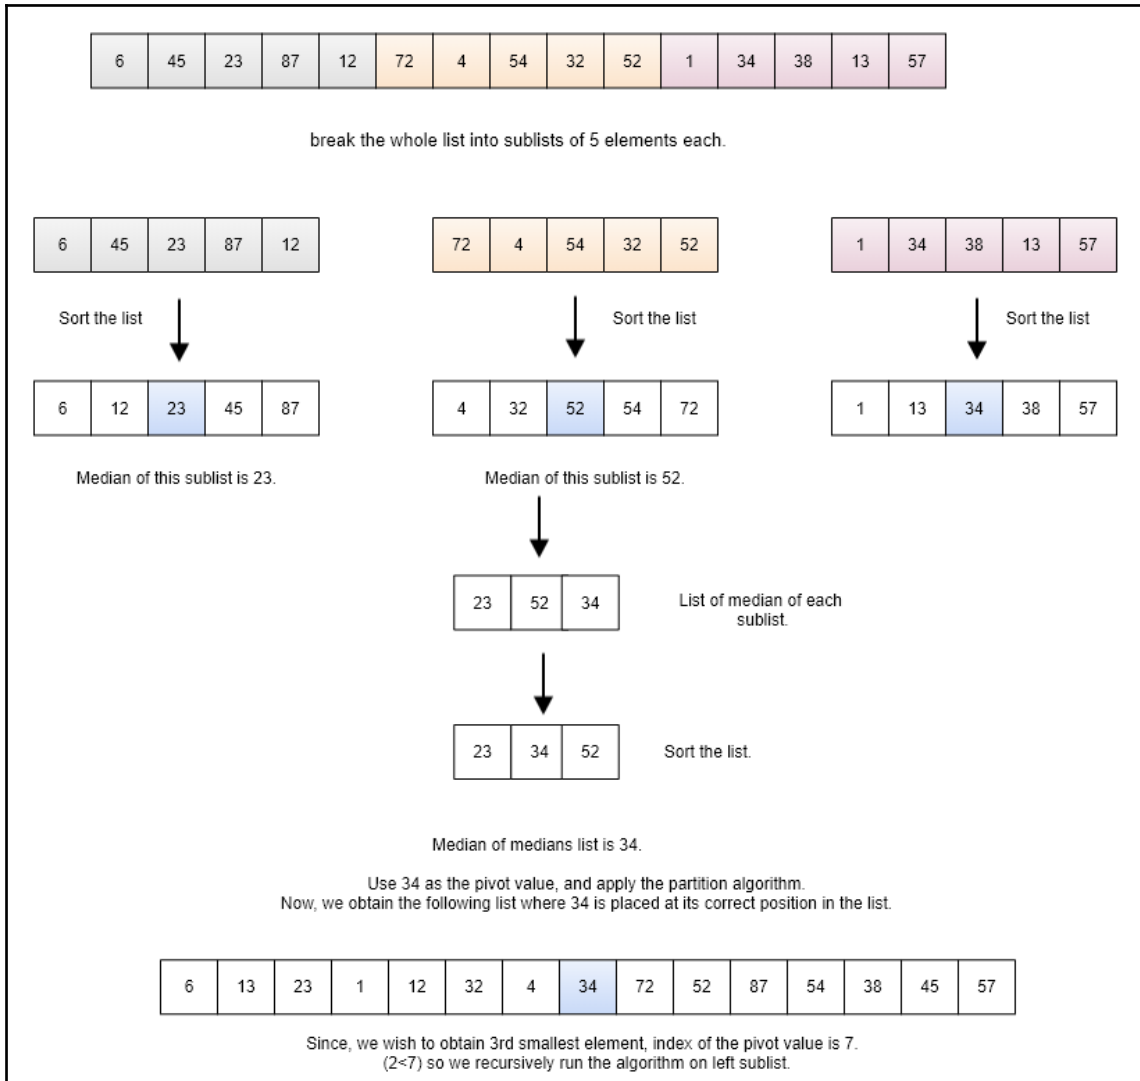 6 45 23 87 12 72 4 54 32 52 1 34 38 13 57
break the whole list into sublists of 5 elements each.
6 45 23 87 12
72 4 54 32 52
1 34 38 13 57
Sort the list
Sort the list
Sort the list
6 12 23 45 87
4 32 52 54 72
1 13 34 38 57
Median of this sublist is 23.
Median of this sublist is 52.
23 52 34
List of median of each
sublist.
23 34 52
Sort the list.
Median of medians list is 34.
Use 34 as the pivot value, and apply the partition algorithm.
Now, we obtain the following list where 34 is placed at its correct position in the list.
6 13 23 1 12 32 4 34 72 52 87 54 38 45 57
Since, we wish to obtain 3rd smallest element, index of the pivot value is 7.
(2<7) so we recursively run the algorithm on left sublist.